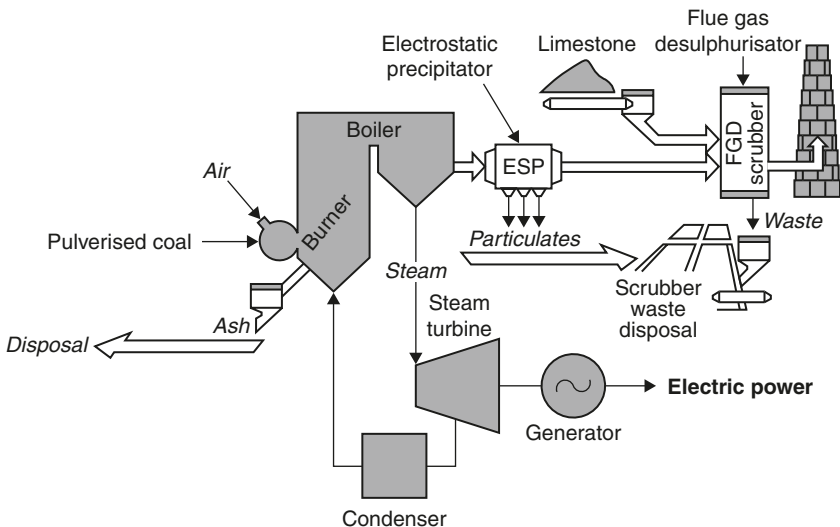 Electrostatic
precipitator
Limestone
Flue gas
desulphurisator
Boiler
ESP
FGD
scrubber
Air
Pulverised coal
Burner
Waste
Particulates
Steam
Ash
Disposal
Steam
turbine
Scrubber
waste
disposal
Electric power
Generator
Condenser